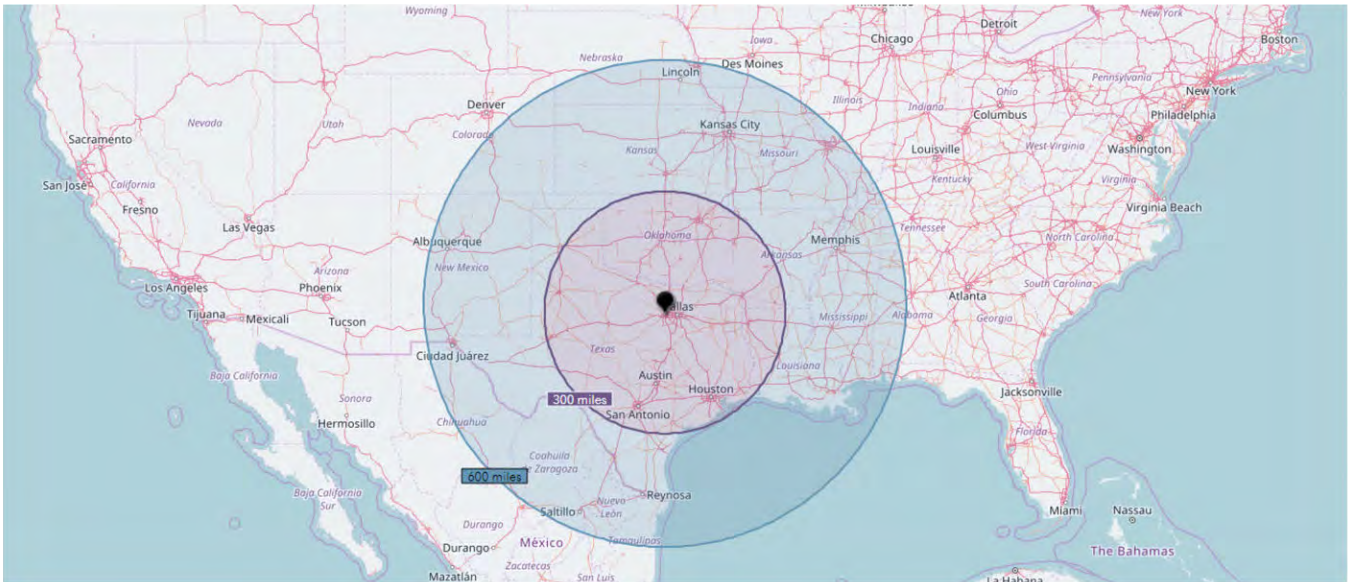 Wyoming
New York
Detroit
Boston
Chicago
Iowa
Nebraska
Des Moines
Lincoln
Pennsylvania
New York
Denver
Ohio
Illinois
Indiana
Philadelphia
Columbus
Nevada
Utah
Kansas City
Sacramento
Colorado
Kansas
Missouri
Louisville
West Virginia
Washington
San José
California
Kentucky
Virginia
Fresno
Virginia Beach
Las Vegas
Oklahoma
Tennessee
North Carolina
Albuquerque
Memphis
New Mexico
Arkansas
Arizona
Los Angeles
Phoenix
South Carolina
Atlanta
Tijuana
Mexicali
Tucson
allas
Mississippi
Alabama
Georgia
Ciudad Juárez
Texas
Louisiana
Baja California
Austin
Houston
Jacksonville
Sonora
300 miles
San Antonio
Hermosillo
Chihuahua
Florida
Coahuila
de Zaragoza
600 miles
Baja California
Sur
Reynosa
Nuevo
León
Saltillo
Miami
Nassau
Durango
Tamaulipas
México
Durango
The Bahamas
Zacatecas
Mazatlán
San Luis
La Habana